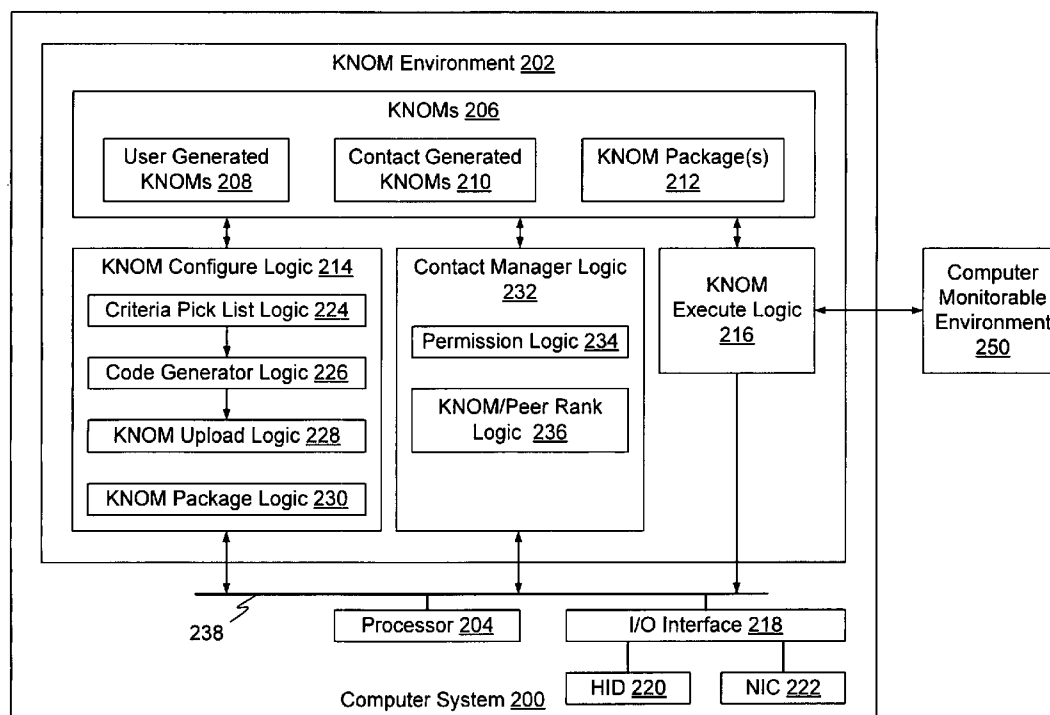 KNOM Environment 202
KNOMs 206
User Generated
KNOMs 208
Contact Generated
KNOMs 210
KNOM Package(s)
212
KNOM Configure Logic 214
Criteria Pick List Logic 224
Code Generator Logic 226
KNOM Upload Logic 228
KNOM Package Logic 230
Contact Manager Logic
232
Permission Logic 234
KNOM/Peer Rank
Logic 236
KNOM
Execute Logic
216
Computer
Monitorable
Environment
250
238
Processor 204
I/O Interface 218
HID 220
NIC 222
Computer System 200